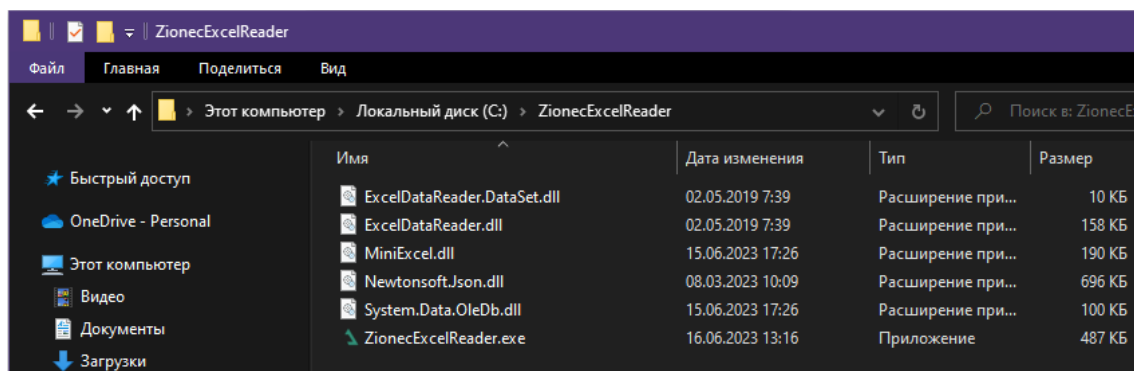 ZionecExcelReader
Файл Главная Поделиться Вид
Этот компьютер > Локальный диск (C:) > ZionecExcelReader Поиск в: ZionecE
Имя Дата изменения Тип Размер
Быстрый доступ
ExcelDataReader.DataSet.dll 02.05.2019 7:39 Расширение при... 10 КБ
OneDrive - Personal
ExcelDataReader.dll 02.05.2019 7:39 Расширение при... 158 КБ
MiniExcel.dll 15.06.2023 17:26 Расширение при... 190 КБ
Этот компьютер
Newtonsoft.Json.dll 08.03.2023 10:09 Расширение при... 696 КБ
Видео
System.Data.OleDb.dll 15.06.2023 17:26 Расширение при... 100 КБ
Документы
ZionecExcelReader.exe 16.06.2023 13:16 Приложение 487 КБ
Загрузки